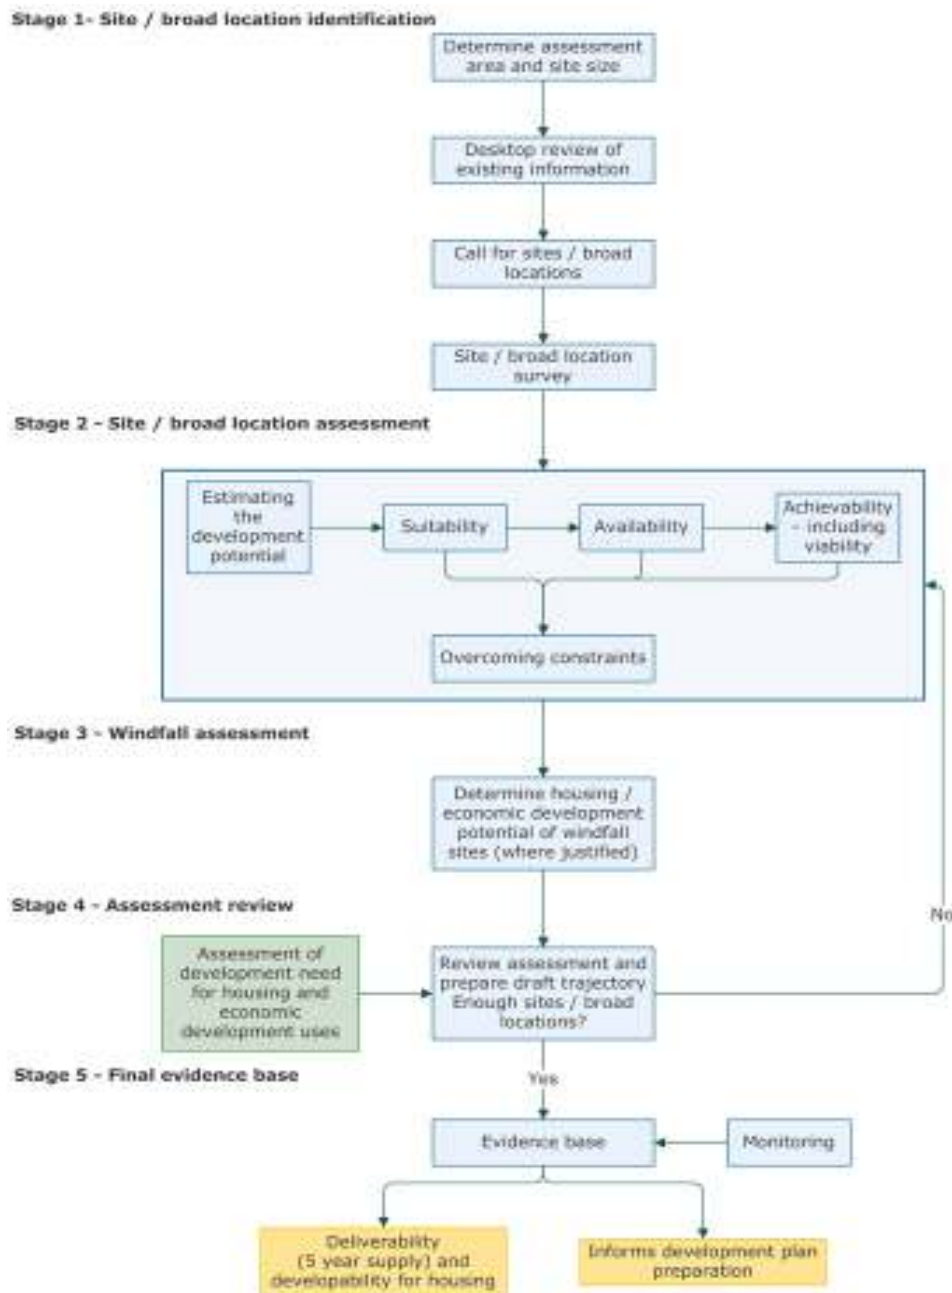 Stage 1- Site / broad location identification
Determine assessment
area and site size
Desktop review of
existing information
Call for sites / broad
locations
Site / broad location
survey
Stage 2 - Site / broad location assessment
Estimating
the
development
potential
Suitability
Availability
Achievability
- including
viability
Overcoming constraints
Stage 3 - Windfall assessment
Determine housing /
economic development
potential of windfall
sites (where justified)
Stage 4 - Assessment review
No
Assessment of
development need
for housing and
economic
development uses
Review assessment and
prepare draft trajectory
Enough sites / broad
locations?
Stage 5 - Final evidence base
Yes
Evidence base
Monitoring
Deliverability
(5 year supply) and
developability for housing
Informs development plan
preparation